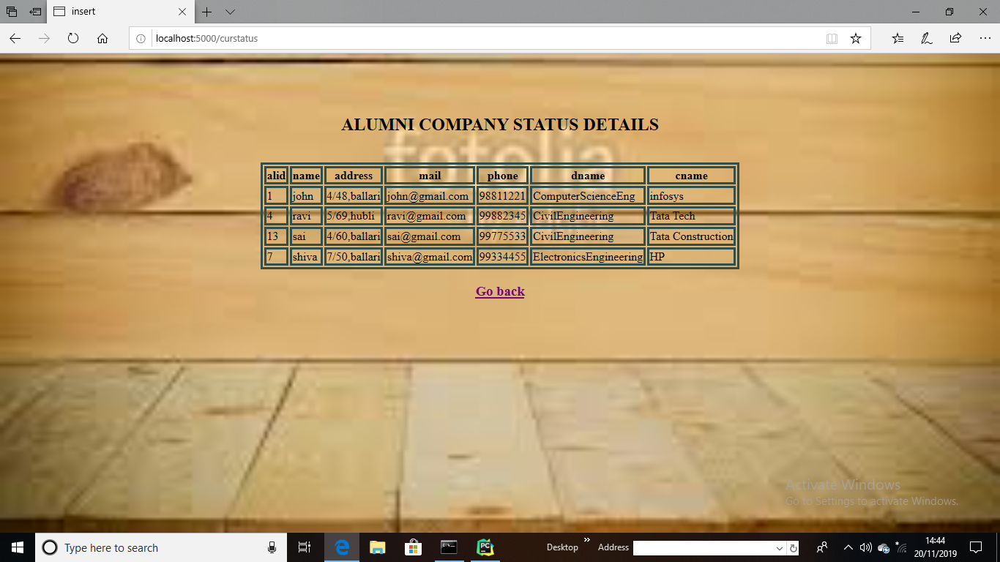 insert
localhost:5000/curstatus
ALUMNI COMPANY STATUS DETAILS
fotolia
alid name address mail phone dname cname
1 john 4/48,ballari john@gmail.com 98811221 ComputerScienceEng infosys
4 ravi 5/69,hubli ravi@gmail.com 99882345 CivilEngineering Tata Tech
13 sai 4/60,ballari sai@gmail.com 99775533 CivilEngineering Tata Construction
7 shiva 7/50,ballari shiva@gmail.com 99334455 ElectronicsEngineering HP
Go back
Activate Windows
Go to Settings to activate Windows.
Type here to search
Desktop
Address
14:44
20/11/2019